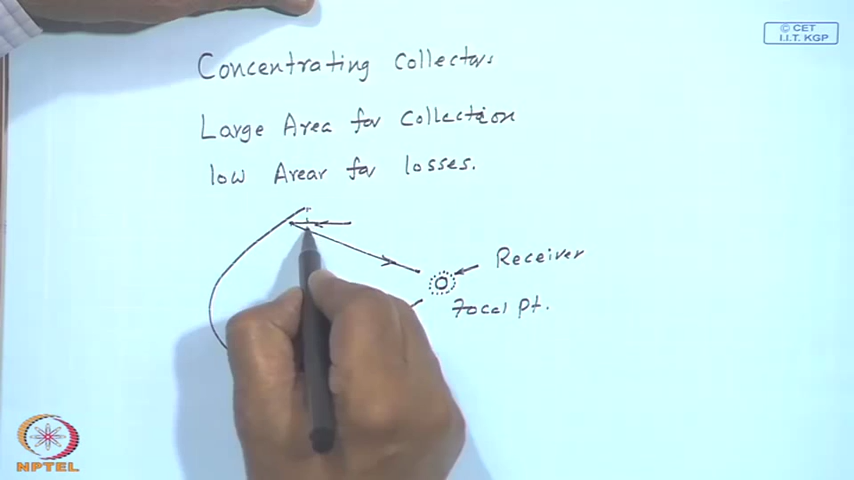 © CET
I.I.T. KGP
Concentrating Collectors
Large Area for Collection
low Arear for losses.
Receiver
Focal Pt.
NPTEL